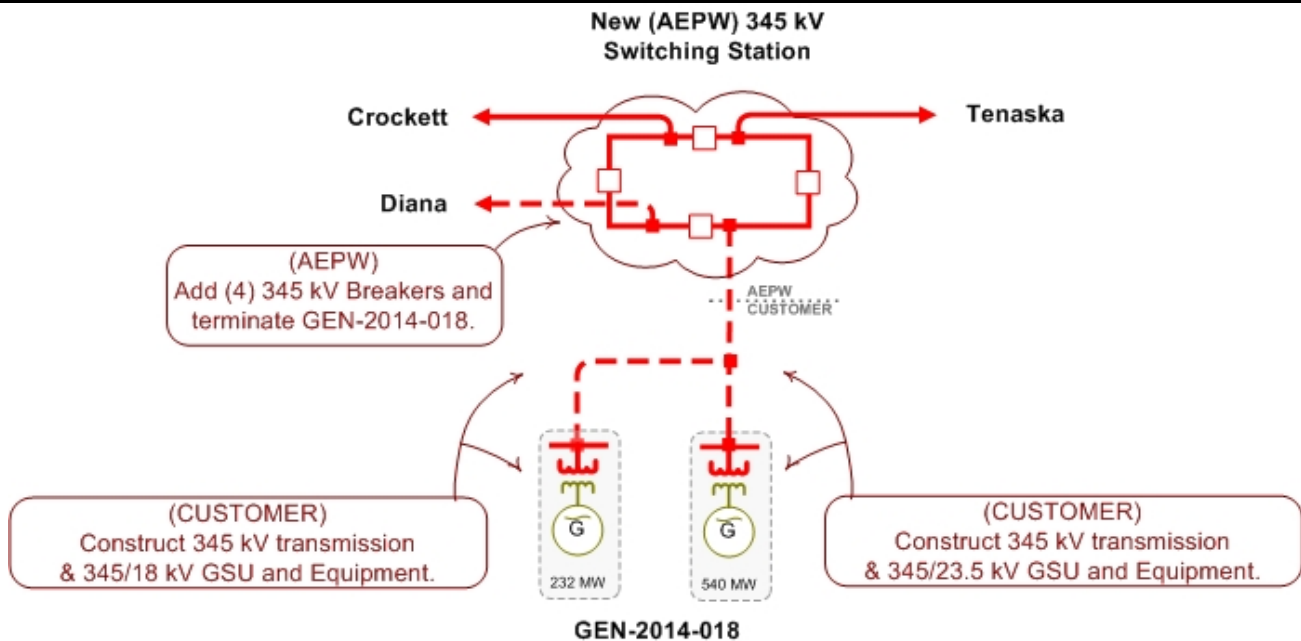 New (AEPW) 345 kV
Switching Station
Crockett
Tenaska
Diana
(AEPW)
Add (4) 345 kV Breakers and
terminate GEN-2014-018.
AEPW
CUSTOMER
(CUSTOMER)
Construct 345 kV transmission
& 345/18 kV GSU and Equipment.
G
232 MW
G
540 MW
(CUSTOMER)
Construct 345 kV transmission
& 345/23.5 kV GSU and Equipment.
GEN-2014-018